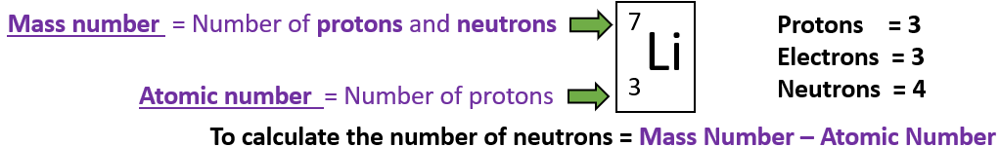 Mass number = Number of protons and neutrons
7
Li
3
Atomic number = Number of protons
Protons = 3
Electrons = 3
Neutrons = 4
To calculate the number of neutrons = Mass Number – Atomic Number